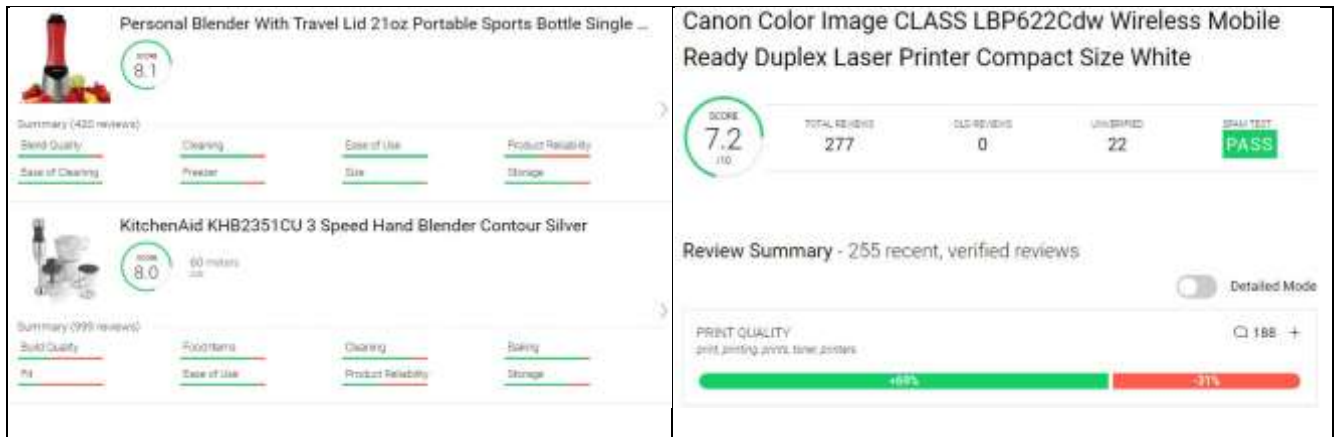 Personal Blender With Travel Lid 21oz Portable Sports Bottle Single ...
SCORE
8.1
Summary (420 reviews)
Blend Quality
Cleaning
Ease of Use
Product Reliability
Ease of Cleaning
Freezer
Size
Storage
KitchenAid KHB2351CU 3 Speed Hand Blender Contour Silver
SCORE
8.0
Summary (999 reviews)
Build Quality
Food Items
Cleaning
Baking
Fit
Ease of Use
Product Reliability
Storage
Canon Color Image CLASS LBP622Cdw Wireless Mobile
Ready Duplex Laser Printer Compact Size White
SCORE
7.2
/10
TOTAL REVIEWS
277
OLD REVIEWS
0
UNVERIFIED
22
SPAM TEST
PASS
Review Summary - 255 recent, verified reviews
Detailed Mode
PRINT QUALITY
188 +
print, printing, prints, toner, printers
+69%
-31%